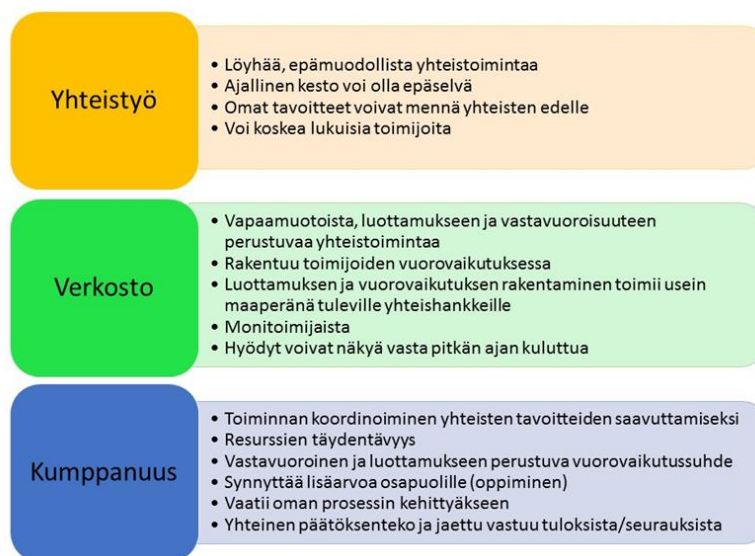 Yhteistyö
• Löyhää, epämuodollista yhteistoimintaa
• Ajallinen kesto voi olla epäselvä
• Omat tavoitteet voivat mennä yhteisten edelle
• Voi koskea lukuisia toimijoita
Verkosto
• Vapaamuotoista, luottamukseen ja vastavuoroisuuteen
perustuvaa yhteistoimintaa
• Rakentuu toimijoiden vuorovaikutuksessa
• Luottamuksen ja vuorovaikutuksen rakentaminen toimii usein
maaperänä tuleville yhteishankkeille
• Monitoimijaista
• Hyödyt voivat näkyä vasta pitkän ajan kuluttua
Kumppanuus
• Toiminnan koordinoiminen yhteisten tavoitteiden saavuttamiseksi
• Resurssien täydentävyys
• Vastavuoroinen ja luottamukseen perustuva vuorovaikutussuhde
• Synnyttää lisäarvoa osapuolille (oppiminen)
• Vaatii oman prosessin kehittyäkseen
• Yhteinen päätöksenteko ja jaettu vastuu tuloksista/seurauksista